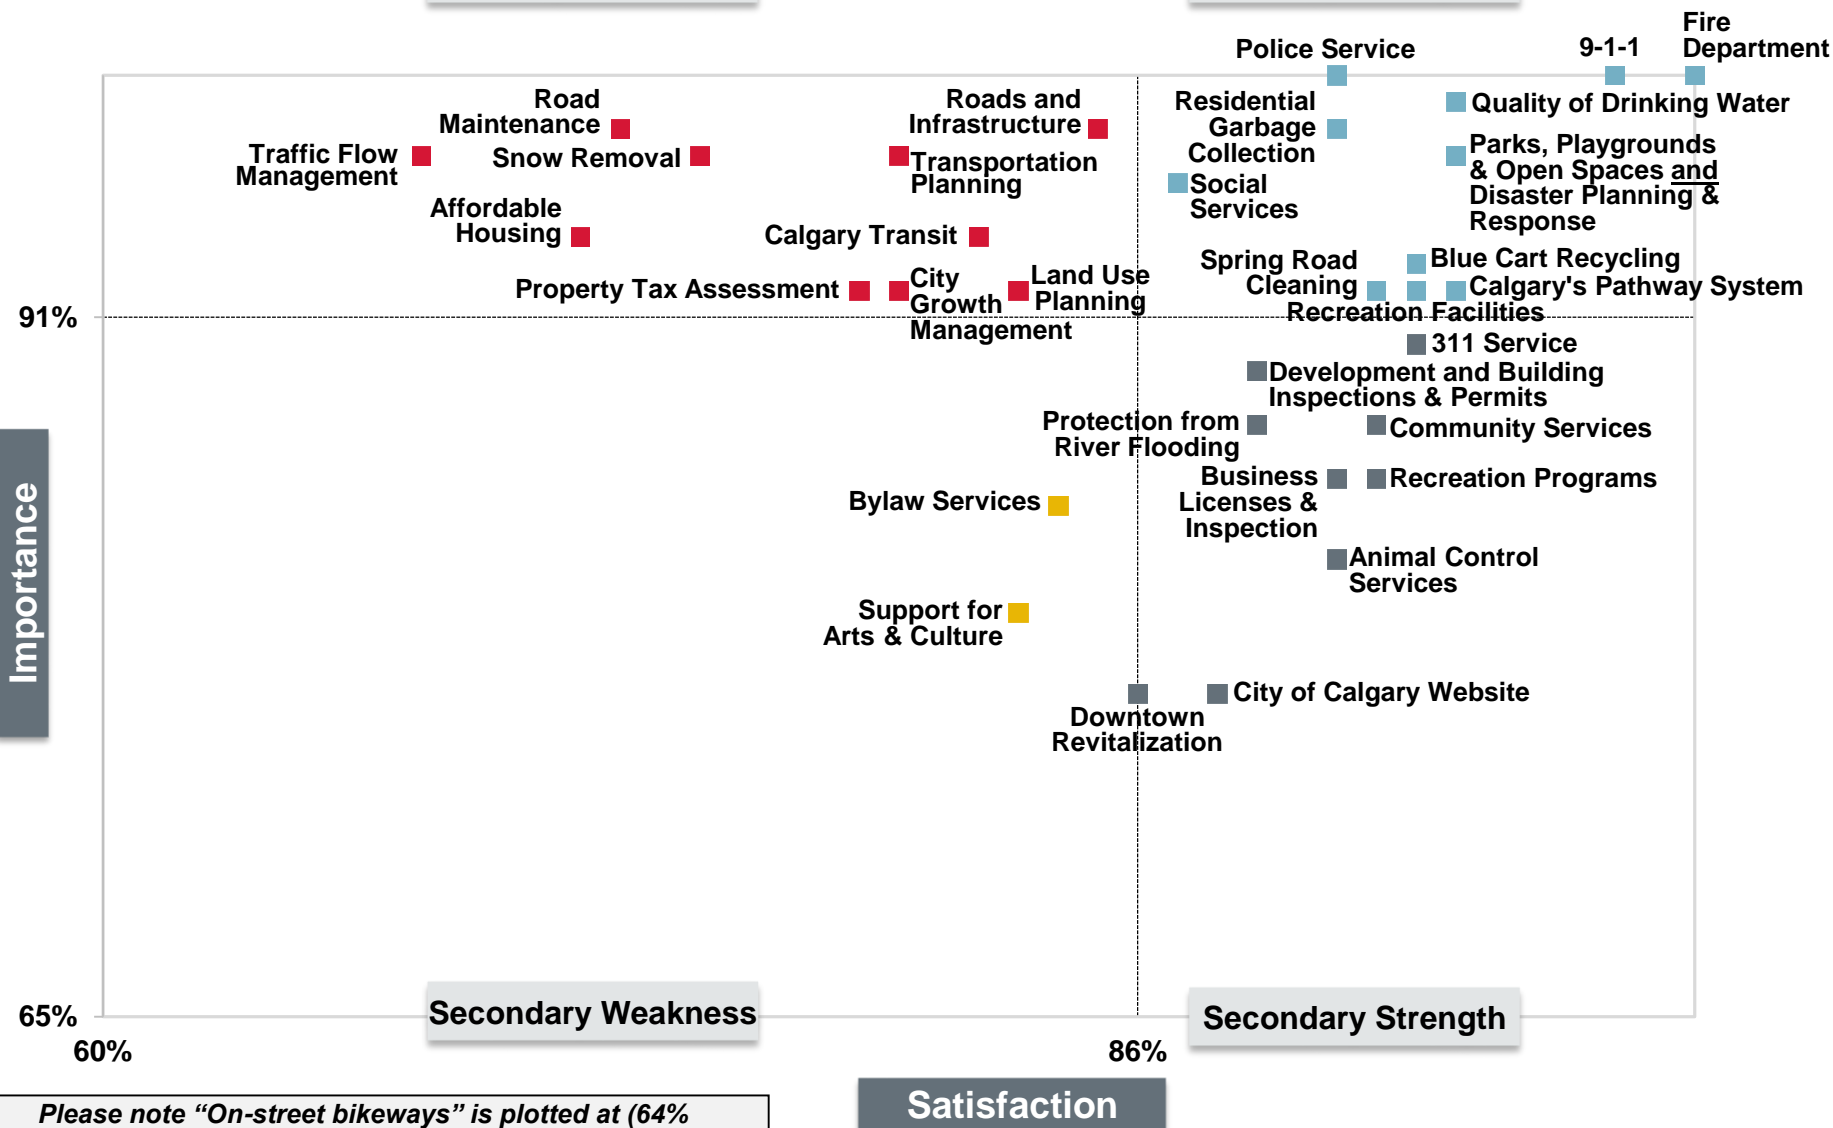 Fire
Department
9-1-1
Police Service
Road
Maintenance
Roads and
Infrastructure
Residential
Garbage
Collection
Quality of Drinking Water
Traffic Flow
Management
Snow Removal
Transportation
Planning
Parks, Playgrounds
& Open Spaces and
Disaster Planning &
Response
Social
Services
Affordable
Housing
Calgary Transit
Spring Road
Cleaning
Blue Cart Recycling
Property Tax Assessment
City
Growth
Management
Land Use
Planning
Calgary's Pathway System
Recreation Facilities
91%
311 Service
Development and Building
Inspections & Permits
Protection from
River Flooding
Community Services
Business
Licenses &
Inspection
Recreation Programs
Bylaw Services
Importance
Animal Control
Services
Support for
Arts & Culture
City of Calgary Website
Downtown
Revitalization
Secondary Weakness
Secondary Strength
65%
60%
86%
Satisfaction
Please note “On-street bikeways” is plotted at (64%